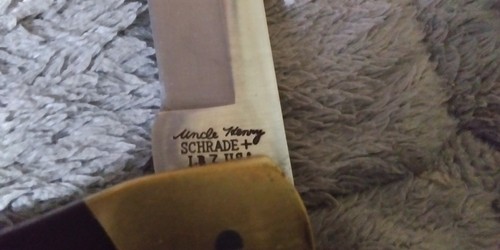 Uncle Henry
SCHRADE+
LB7 USA